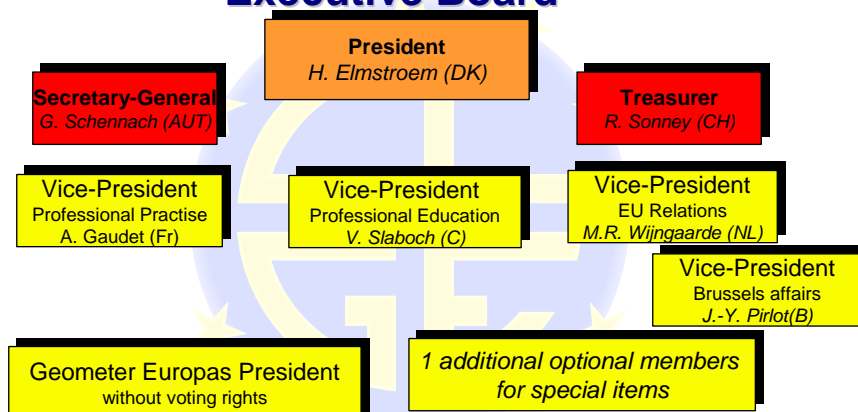 Executive Board
President
H. Elmstroem (DK)
Secretary-General
G. Schennach (AUT)
Treasurer
R. Sonney (CH)
Vice-President
Professional Practise
A. Gaudet (Fr)
Vice-President
Professional Education
V. Slaboch (C)
Vice-President
EU Relations
M.R. Wijngaarde (NL)
Vice-President
Brussels affairs
J.-Y. Pirlot(B)
Geometer Europas President
without voting rights
1 additional optional members
for special items